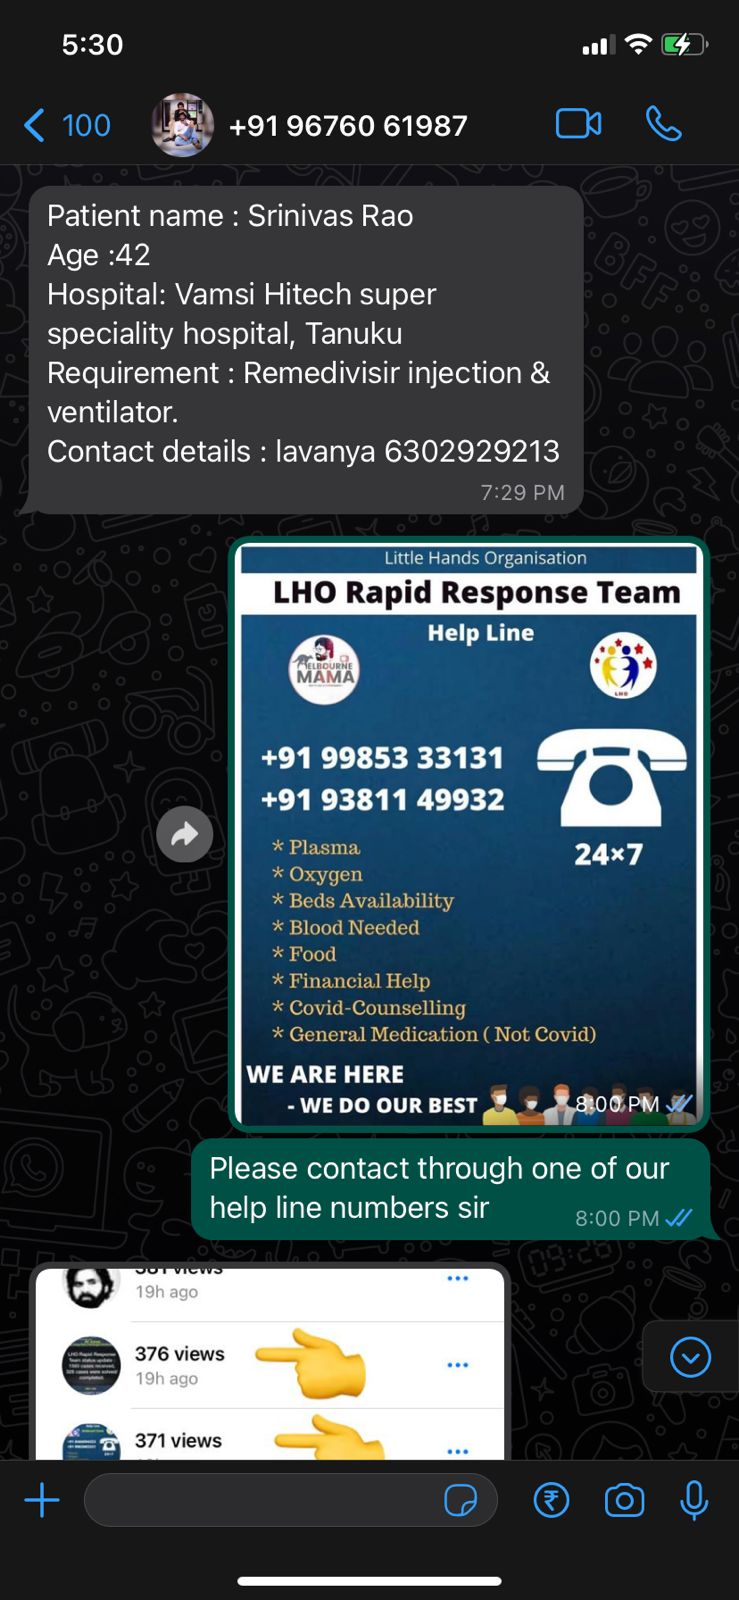 5:30
100
+91 96760 61987
Patient name : Srinivas Rao
Age :42
Hospital: Vamsi Hitech super
speciality hospital, Tanuku
Requirement : Remedivisir injection &
ventilator.
Contact details : lavanya 6302929213
7:29 PM
Little Hands Organisation
LHO Rapid Response Team
Help Line
MELBOURNE
MAMA
LHO
+91 99853 33131
+91 93811 49932
24×7
* Plasma
* Oxygen
* Beds Availability
* Blood Needed
* Food
* Financial Help
* Covid-Counselling
* General Medication ( Not Covid)
WE ARE HERE
- WE DO OUR BEST
8:00 PM
Please contact through one of our
help line numbers sir
8:00 PM
381 views
19h ago
376 views
19h ago
371 views